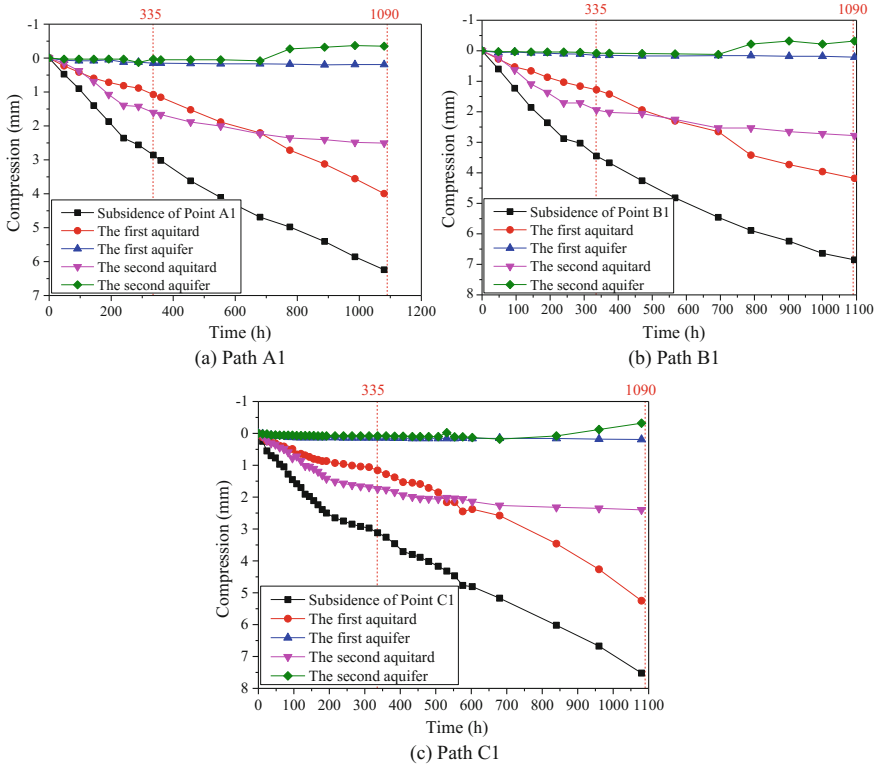 335
1090
-1
0
1
2
3
4
5
6
7
Compression (mm)
Subsidence of Point A1
The first aquitard
The first aquifer
The second aquitard
The second aquifer
0 200 400 600 800 1000 1200
Time (h)
(a) Path A1
335
1090
-1
0
1
2
3
4
5
6
7
8
Compression (mm)
Subsidence of Point B1
The first aquitard
The first aquifer
The second aquitard
The second aquifer
0 100 200 300 400 500 600 700 800 900 1000 1100
Time (h)
(b) Path B1
335
1090
-1
0
1
2
3
4
5
6
7
8
Compression (mm)
Subsidence of Point C1
The first aquitard
The first aquifer
The second aquitard
The second aquifer
0 100 200 300 400 500 600 700 800 900 1000 1100
Time (h)
(c) Path C1